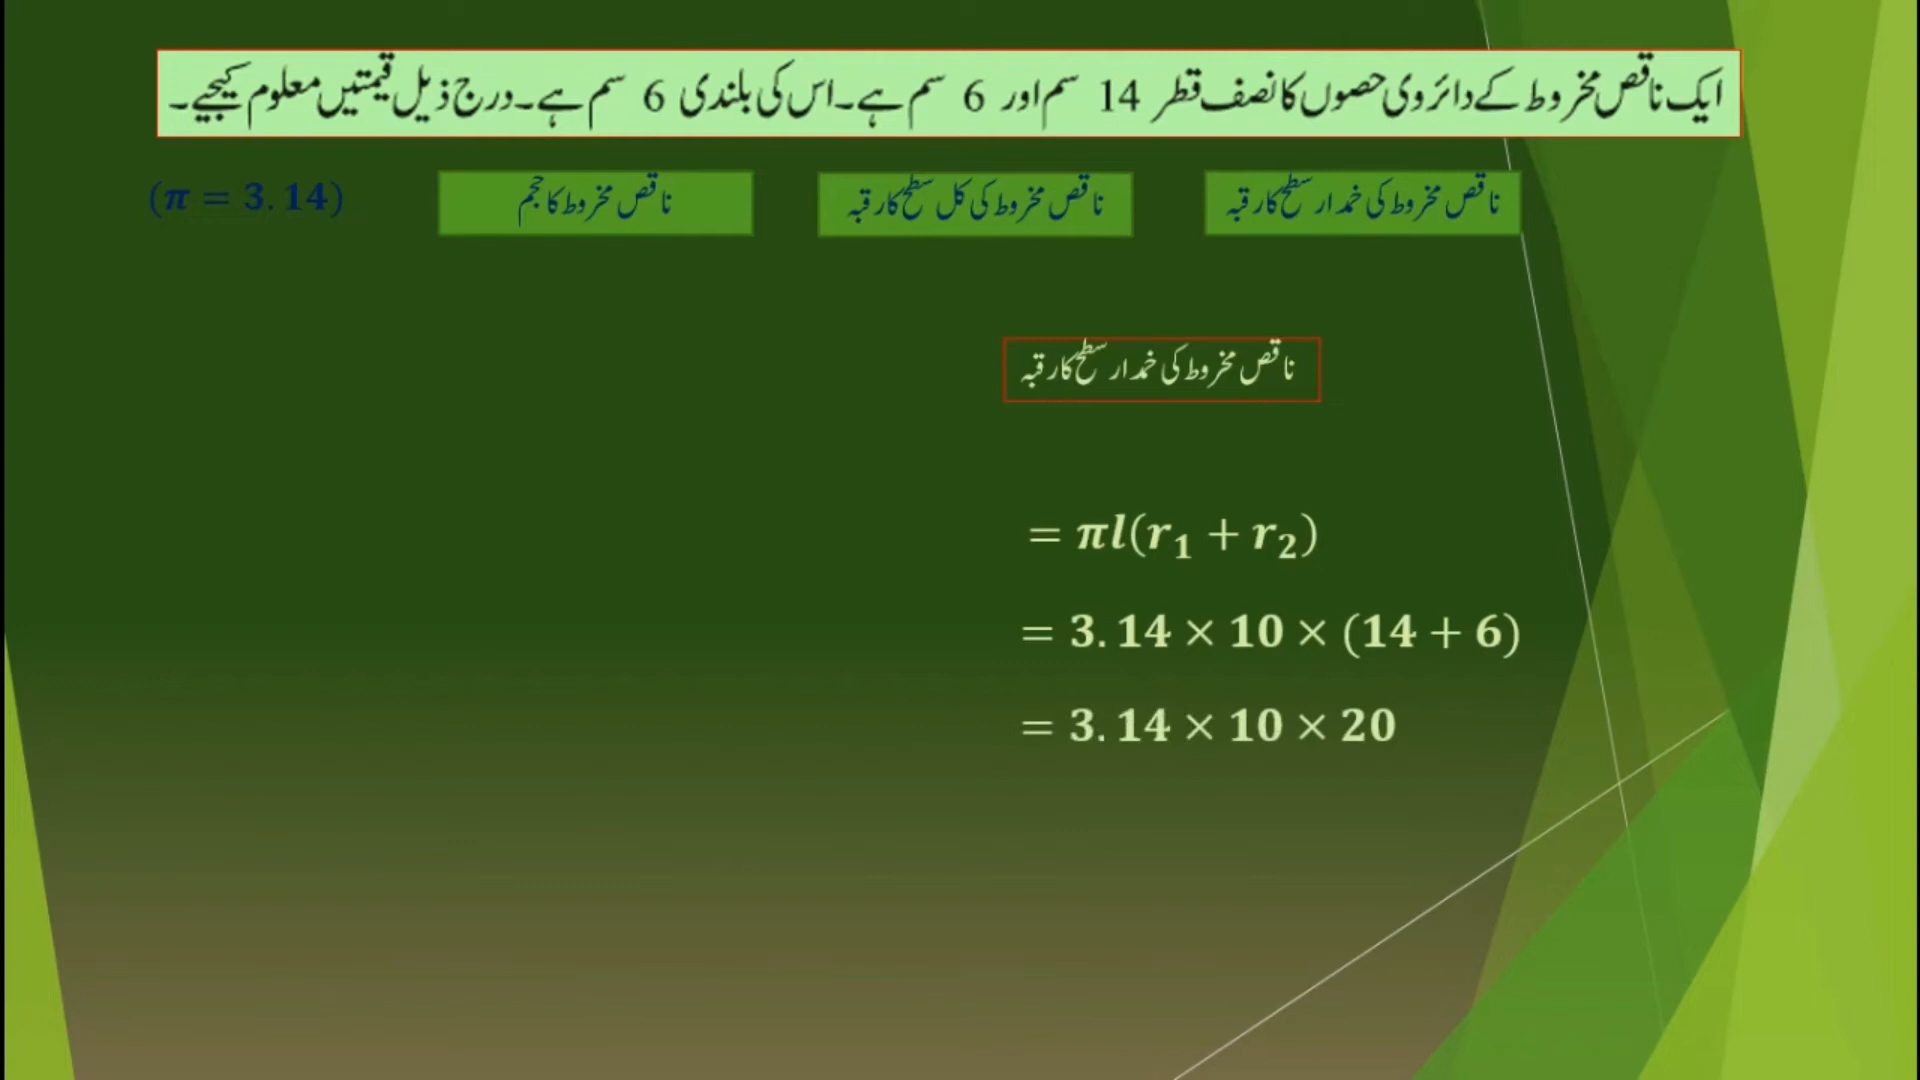 ایک ناقص مخروط کے دائروی حصوں کا نصف قطر 14 سم اور 6 سم ہے۔ اس کی بلندی 6 سم ہے۔ درج ذیل قیمتیں معلوم کیجیے۔
ناقص مخروط کی خمدار سطح کا رقبہ ناقص مخروط کی کل سطح کا رقبہ ناقص مخروط کا حجم (π = 3.14)
ناقص مخروط کی خمدار سطح کا رقبہ
= πl(r₁ + r₂)
= 3.14 × 10 × (14 + 6)
= 3.14 × 10 × 20